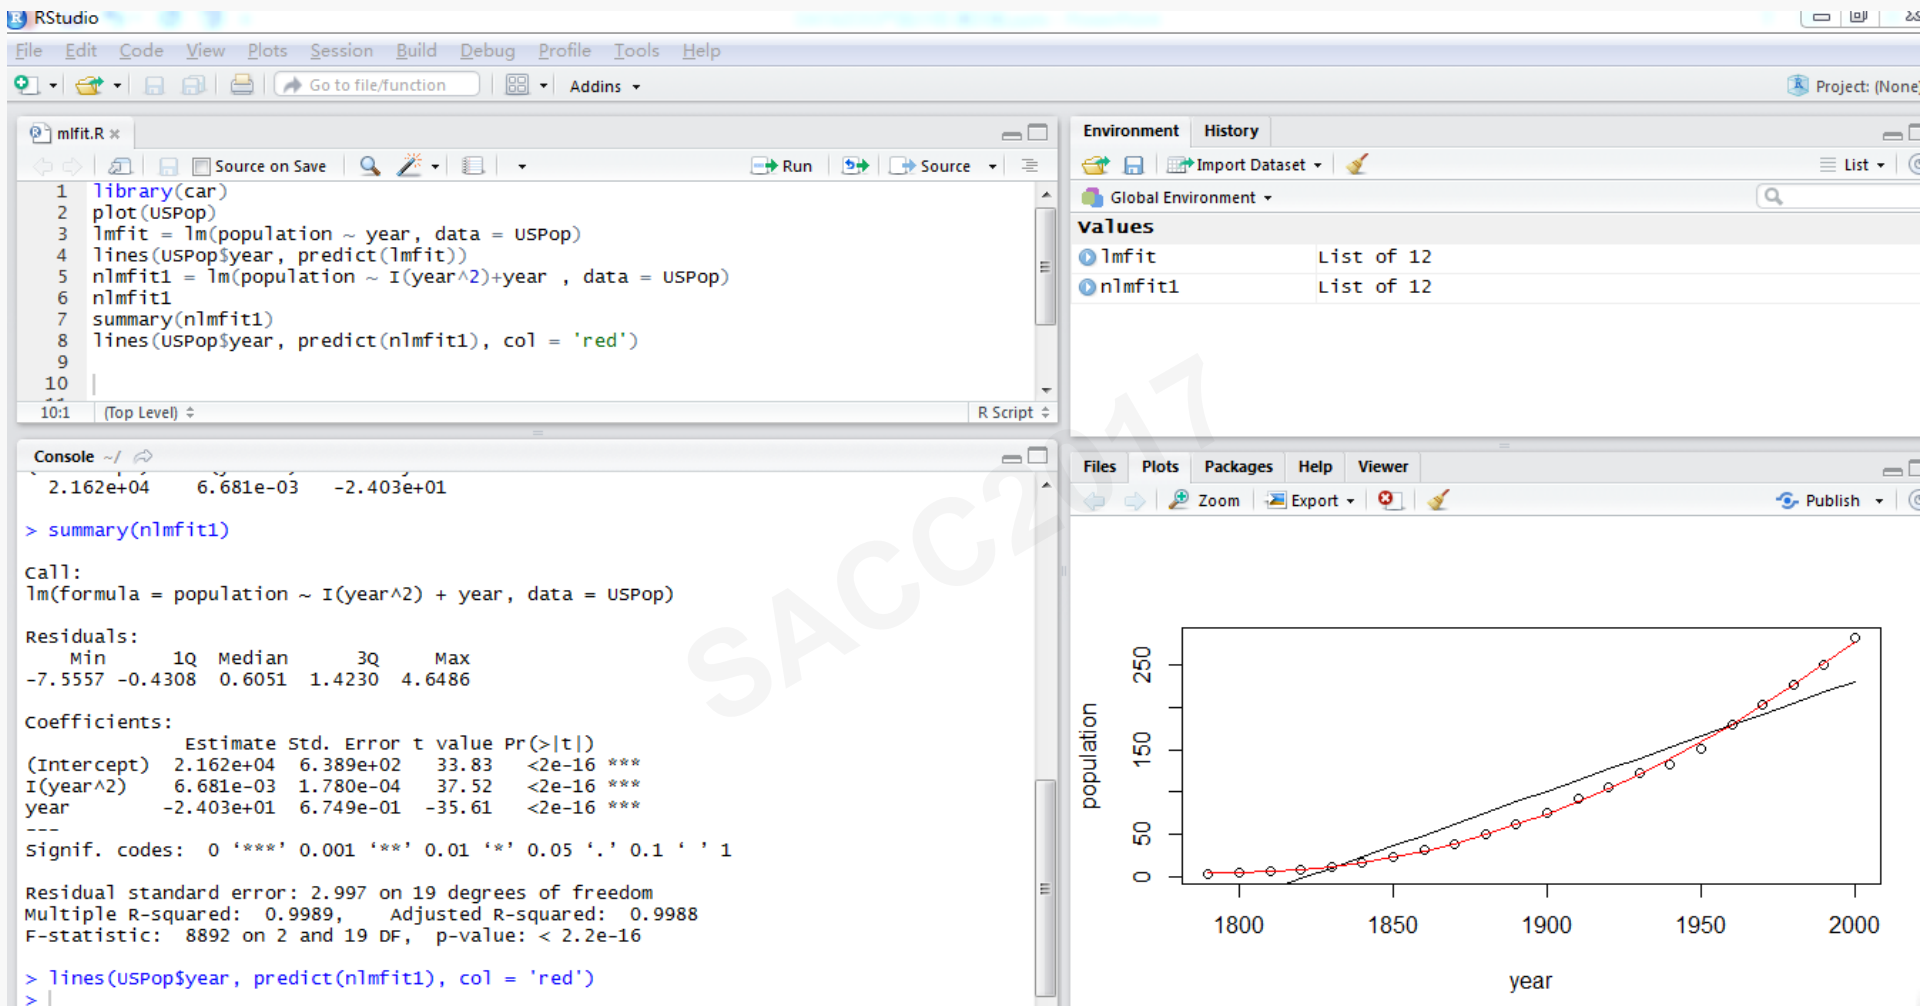 RStudio
File Edit Code View Plots Session Build Debug Profile Tools Help
Go to file/function Addins Project: (None)
mlfit.R
Source on Save Run Source
1 library(car)
2 plot(USPop)
3 lmfit = lm(population ~ year, data = USPop)
4 lines(USPop$year, predict(lmfit))
5 nlmfit1 = lm(population ~ I(year^2)+year , data = USPop)
6 nlmfit1
7 summary(nlmfit1)
8 lines(USPop$year, predict(nlmfit1), col = 'red')
9
10
10:1 (Top Level) R Script
Console ~/
2.162e+04 6.681e-03 -2.403e+01
> summary(nlmfit1)
Call:
lm(formula = population ~ I(year^2) + year, data = USPop)
Residuals:
Min 1Q Median 3Q Max
-7.5557 -0.4308 0.6051 1.4230 4.6486
Coefficients:
Estimate Std. Error t value Pr(>|t|)
(Intercept) 2.162e+04 6.389e+02 33.83 <2e-16 ***
I(year^2) 6.681e-03 1.780e-04 37.52 <2e-16 ***
year -2.403e+01 6.749e-01 -35.61 <2e-16 ***
---
Signif. codes: 0 ‘***’ 0.001 ‘**’ 0.01 ‘*’ 0.05 ‘.’ 0.1 ‘ ’ 1
Residual standard error: 2.997 on 19 degrees of freedom
Multiple R-squared: 0.9989, Adjusted R-squared: 0.9988
F-statistic: 8892 on 2 and 19 DF, p-value: < 2.2e-16
> lines(USPop$year, predict(nlmfit1), col = 'red')
>
Environment History
Import Dataset List
Global Environment
Values
lmfit List of 12
nlmfit1 List of 12
Files Plots Packages Help Viewer
Zoom Export Publish
population
250
150
50
0
1800 1850 1900 1950 2000
year
SACC2017